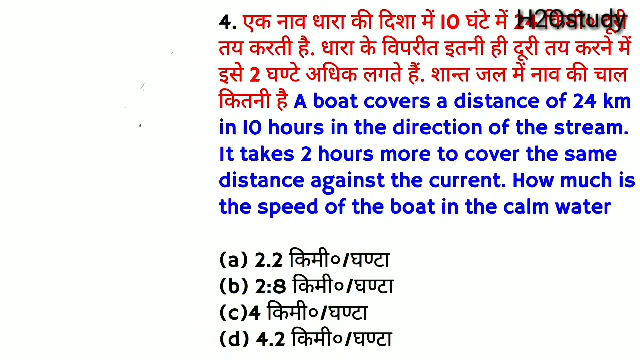 4. एक नाव धारा की दिशा में 10 घंटे में 24
H2Ostudy
तय करती है. धारा के विपरीत इतनी ही दूरी तय करने में
इसे 2 घण्टे अधिक लगते हैं. शान्त जल में नाव की चाल
कितनी है A boat covers a distance of 24 km
in 10 hours in the direction of the stream.
It takes 2 hours more to cover the same
distance against the current. How much is
the speed of the boat in the calm water
(a) 2.2 किमी०/घण्टा
(b) 2:8 किमी०/घण्टा
(c)4 किमी०/घण्टा
(d) 4.2 किमी०/घण्टा